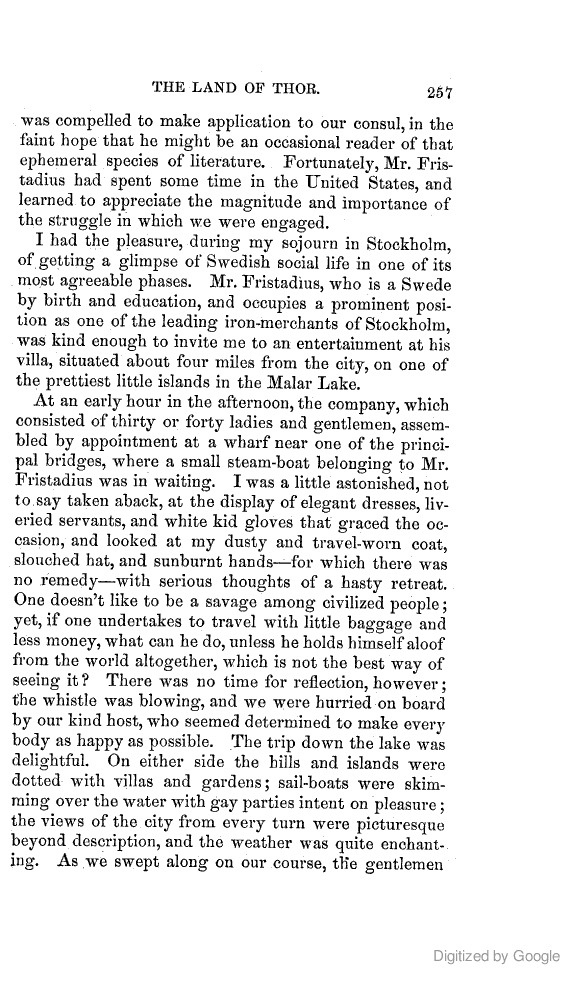 THE LAND OF THOR. 257
was compelled to make application to our consul, in the
faint hope that he might be an occasional reader of that
ephemeral species of literature. Fortunately, Mr. Fris-
tadius had spent some time in the United States, and
learned to appreciate the magnitude and importance of
the struggle in which we were engaged.
I had the pleasure, during my sojourn in Stockholm,
of getting a glimpse of Swedish social life in one of its
most agreeable phases. Mr. Fristadius, who is a Swede
by birth and education, and occupies a prominent posi-
tion as one of the leading iron-merchants of Stockholm,
was kind enough to invite me to an entertainment at his
villa, situated about four miles from the city, on one of
the prettiest little islands in the Malar Lake.
At an early hour in the afternoon, the company, which
consisted of thirty or forty ladies and gentlemen, assem-
bled by appointment at a wharf near one of the princi-
pal bridges, where a small steam-boat belonging to Mr.
Fristadius was in waiting. I was a little astonished, not
to say taken aback, at the display of elegant dresses, liv-
eried servants, and white kid gloves that graced the oc-
casion, and looked at my dusty and travel-worn coat,
slouched hat, and sunburnt hands—for which there was
no remedy—with serious thoughts of a hasty retreat.
One doesn't like to be a savage among civilized people;
yet, if one undertakes to travel with little baggage and
less money, what can he do, unless he holds himself aloof
from the world altogether, which is not the best way of
seeing it? There was no time for reflection, however;
the whistle was blowing, and we were hurried on board
by our kind host, who seemed determined to make every
body as happy as possible. The trip down the lake was
delightful. On either side the hills and islands were
dotted with villas and gardens; sail-boats were skim-
ming over the water with gay parties intent on pleasure;
the views of the city from every turn were picturesque
beyond description, and the weather was quite enchant-
ing. As we swept along on our course, the gentlemen
Digitized by Google